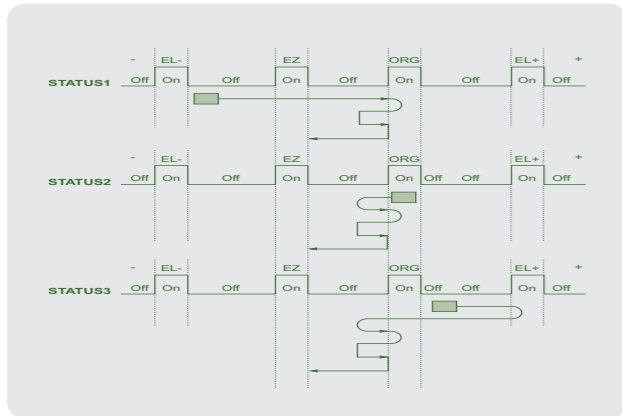 - EL- EZ ORG EL+ +
STATUS1 Off On Off On Off On Off On Off
- EL- EZ ORG EL+ +
STATUS2 Off On Off On Off On Off Off On Off
- EL- EZ ORG EL+ +
STATUS3 Off On Off On Off On Off Off On Off